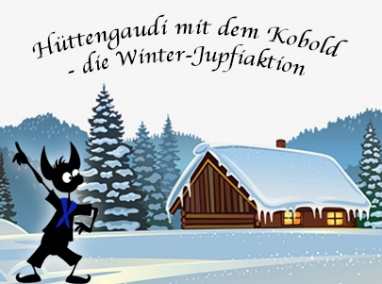 Hüttengaudi mit dem Kobold
- die Winter-Jupfiaktion